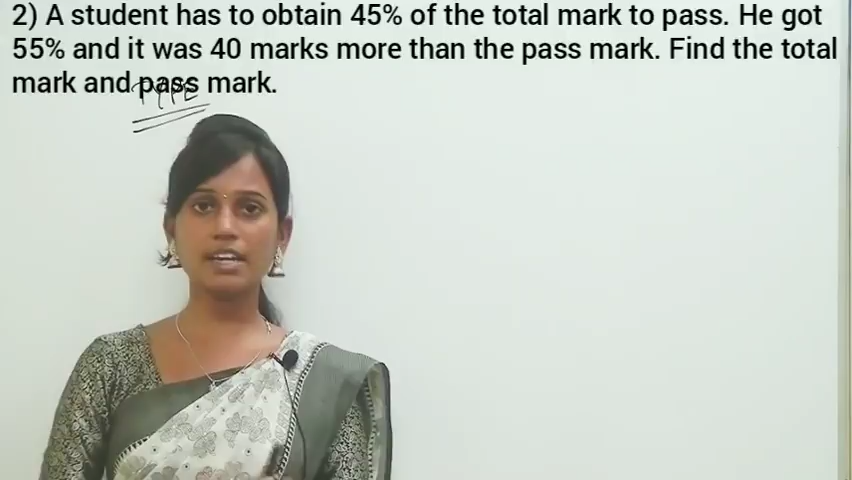 2) A student has to obtain 45% of the total mark to pass. He got
55% and it was 40 marks more than the pass mark. Find the total
mark and pass mark.
TYPE